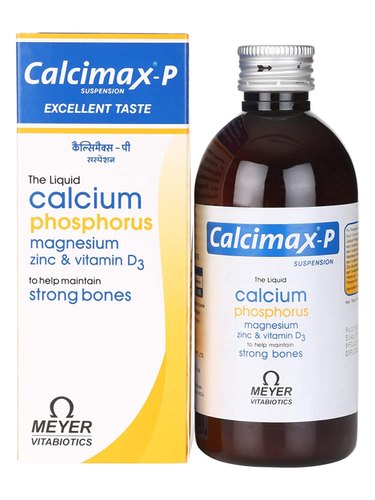 Calcimax-P
SUSPENSION
EXCELLENT TASTE
कैल्सिमैक्स - पी
सस्पेंशन
The Liquid
calcium
phosphorus
magnesium
zinc & vitamin D3
to help maintain
strong bones
MEYER
VITABIOTICS
Calcimax-P
SUSPENSION
The Liquid
calcium
phosphorus
magnesium
zinc & vitamin D3
to help maintain
strong bones
MEYER
VITABIOTICS